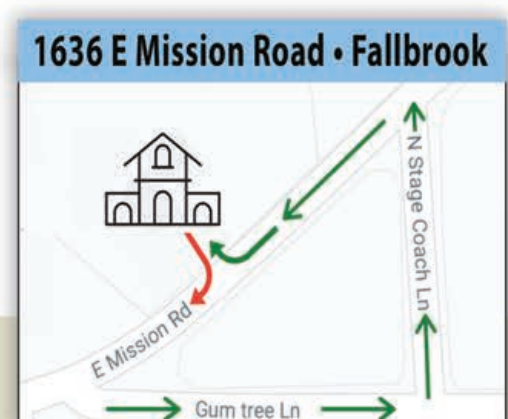 1636 E Mission Road • Fallbrook
N Stage Coach Ln
E Mission Rd
Gum tree Ln